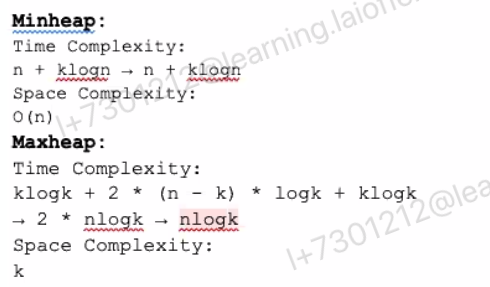 Minheap:
Time Complexity:
n + klogn → n + klogn
Space Complexity:
O(n)
Maxheap:
Time Complexity:
klogk + 2 * (n - k) * logk + klogk
→ 2 * nlogk → nlogk
Space Complexity:
k
l+7301212@learning.laioffer
l+7301212@lea